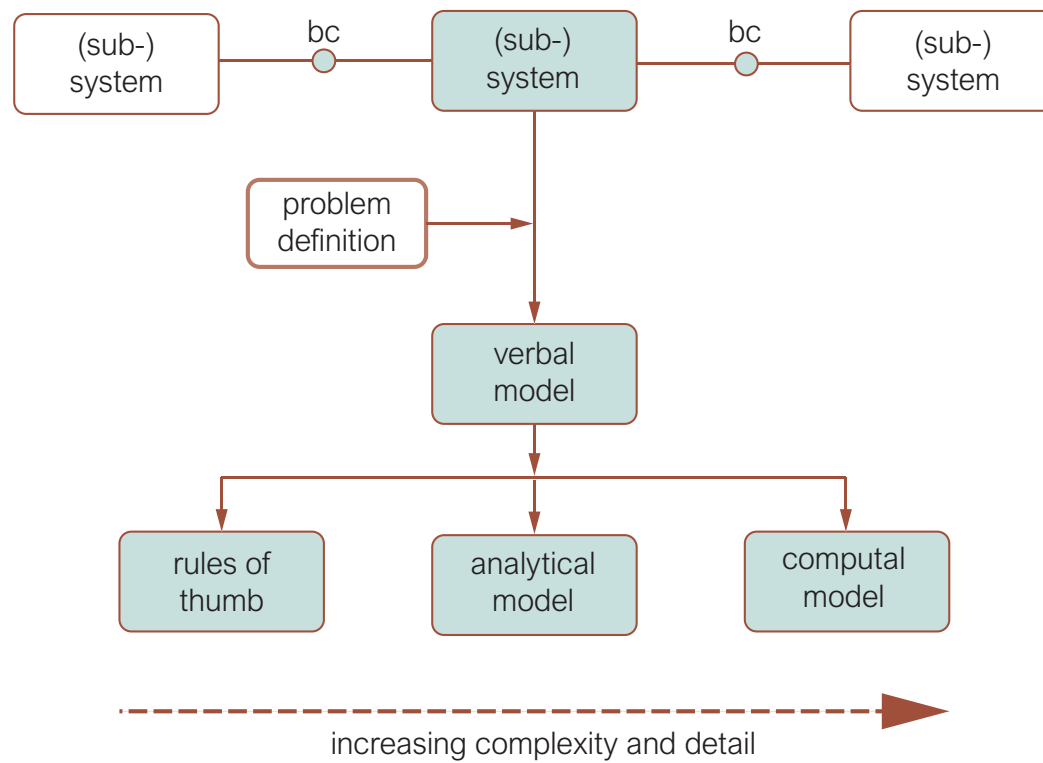 (sub-)
system
bc
(sub-)
system
bc
(sub-)
system
problem
definition
verbal
model
rules of
thumb
analytical
model
computal
model
increasing complexity and detail